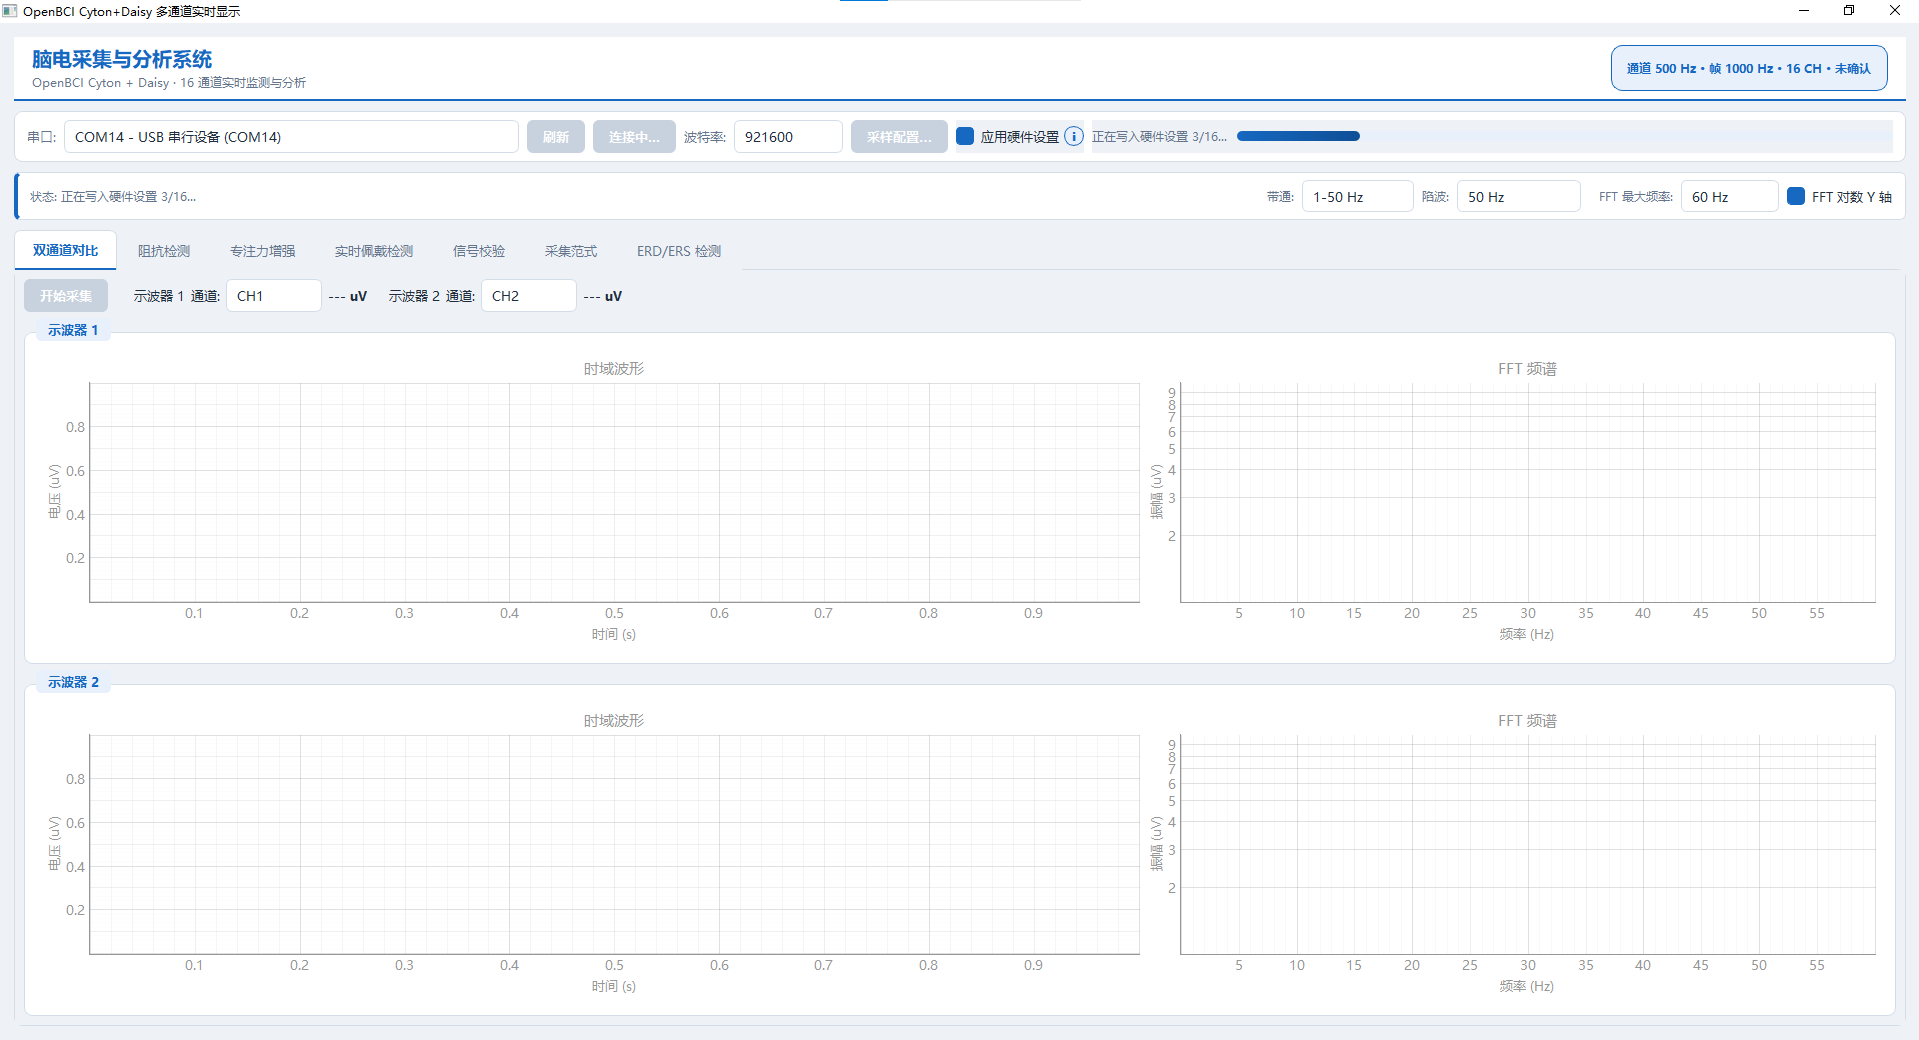 OpenBCI Cyton+Daisy 多通道实时显示
脑电采集与分析系统
OpenBCI Cyton + Daisy · 16 通道实时监测与分析
通道 500 Hz • 帧 1000 Hz • 16 CH • 未确认
串口: COM14 - USB 串行设备 (COM14) 刷新 连接中... 波特率: 921600 采样配置... 应用硬件设置 i 正在写入硬件设置 3/16...
状态: 正在写入硬件设置 3/16... 带通: 1-50 Hz 陷波: 50 Hz FFT 最大频率: 60 Hz FFT 对数 Y 轴
双通道对比 阻抗检测 专注力增强 实时佩戴检测 信号校验 采集范式 ERD/ERS 检测
开始采集 示波器 1 通道: CH1 --- uV 示波器 2 通道: CH2 --- uV
示波器 1
时域波形
电压 (uV)
0.8
0.6
0.4
0.2
0.1 0.2 0.3 0.4 0.5 0.6 0.7 0.8 0.9
时间 (s)
FFT 频谱
振幅 (uV)
9
8
7
6
5
4
3
2
5 10 15 20 25 30 35 40 45 50 55
频率 (Hz)
示波器 2
时域波形
电压 (uV)
0.8
0.6
0.4
0.2
0.1 0.2 0.3 0.4 0.5 0.6 0.7 0.8 0.9
时间 (s)
FFT 频谱
振幅 (uV)
9
8
7
6
5
4
3
2
5 10 15 20 25 30 35 40 45 50 55
频率 (Hz)